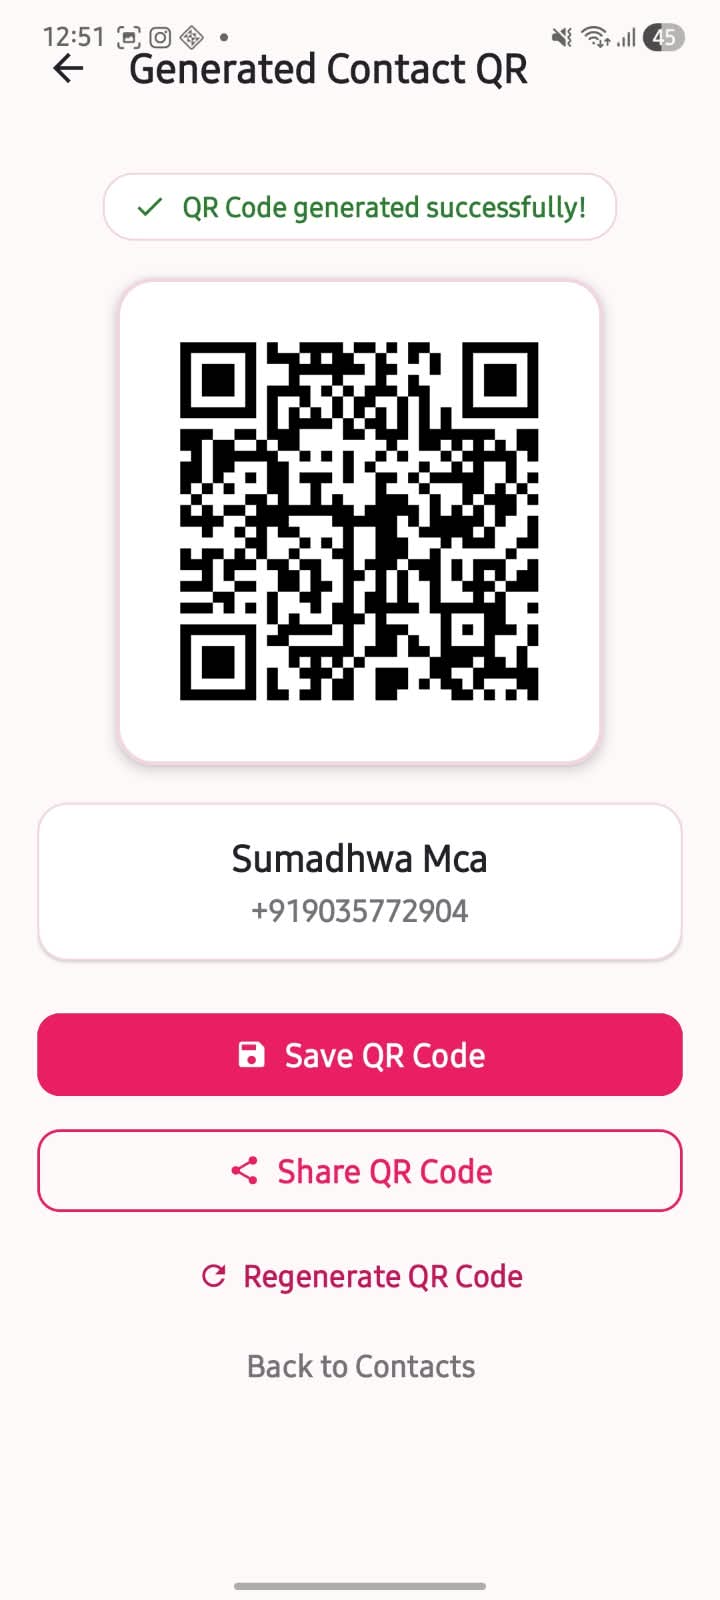 12:51
45
Generated Contact QR
QR Code generated successfully!
Sumadhwa Mca
+919035772904
Save QR Code
Share QR Code
Regenerate QR Code
Back to Contacts